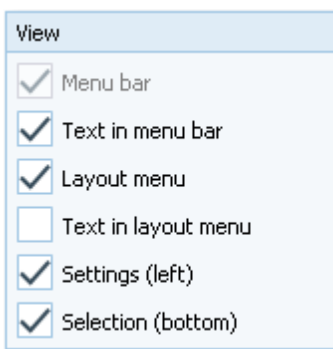 View
Menu bar
Text in menu bar
Layout menu
Text in layout menu
Settings (left)
Selection (bottom)